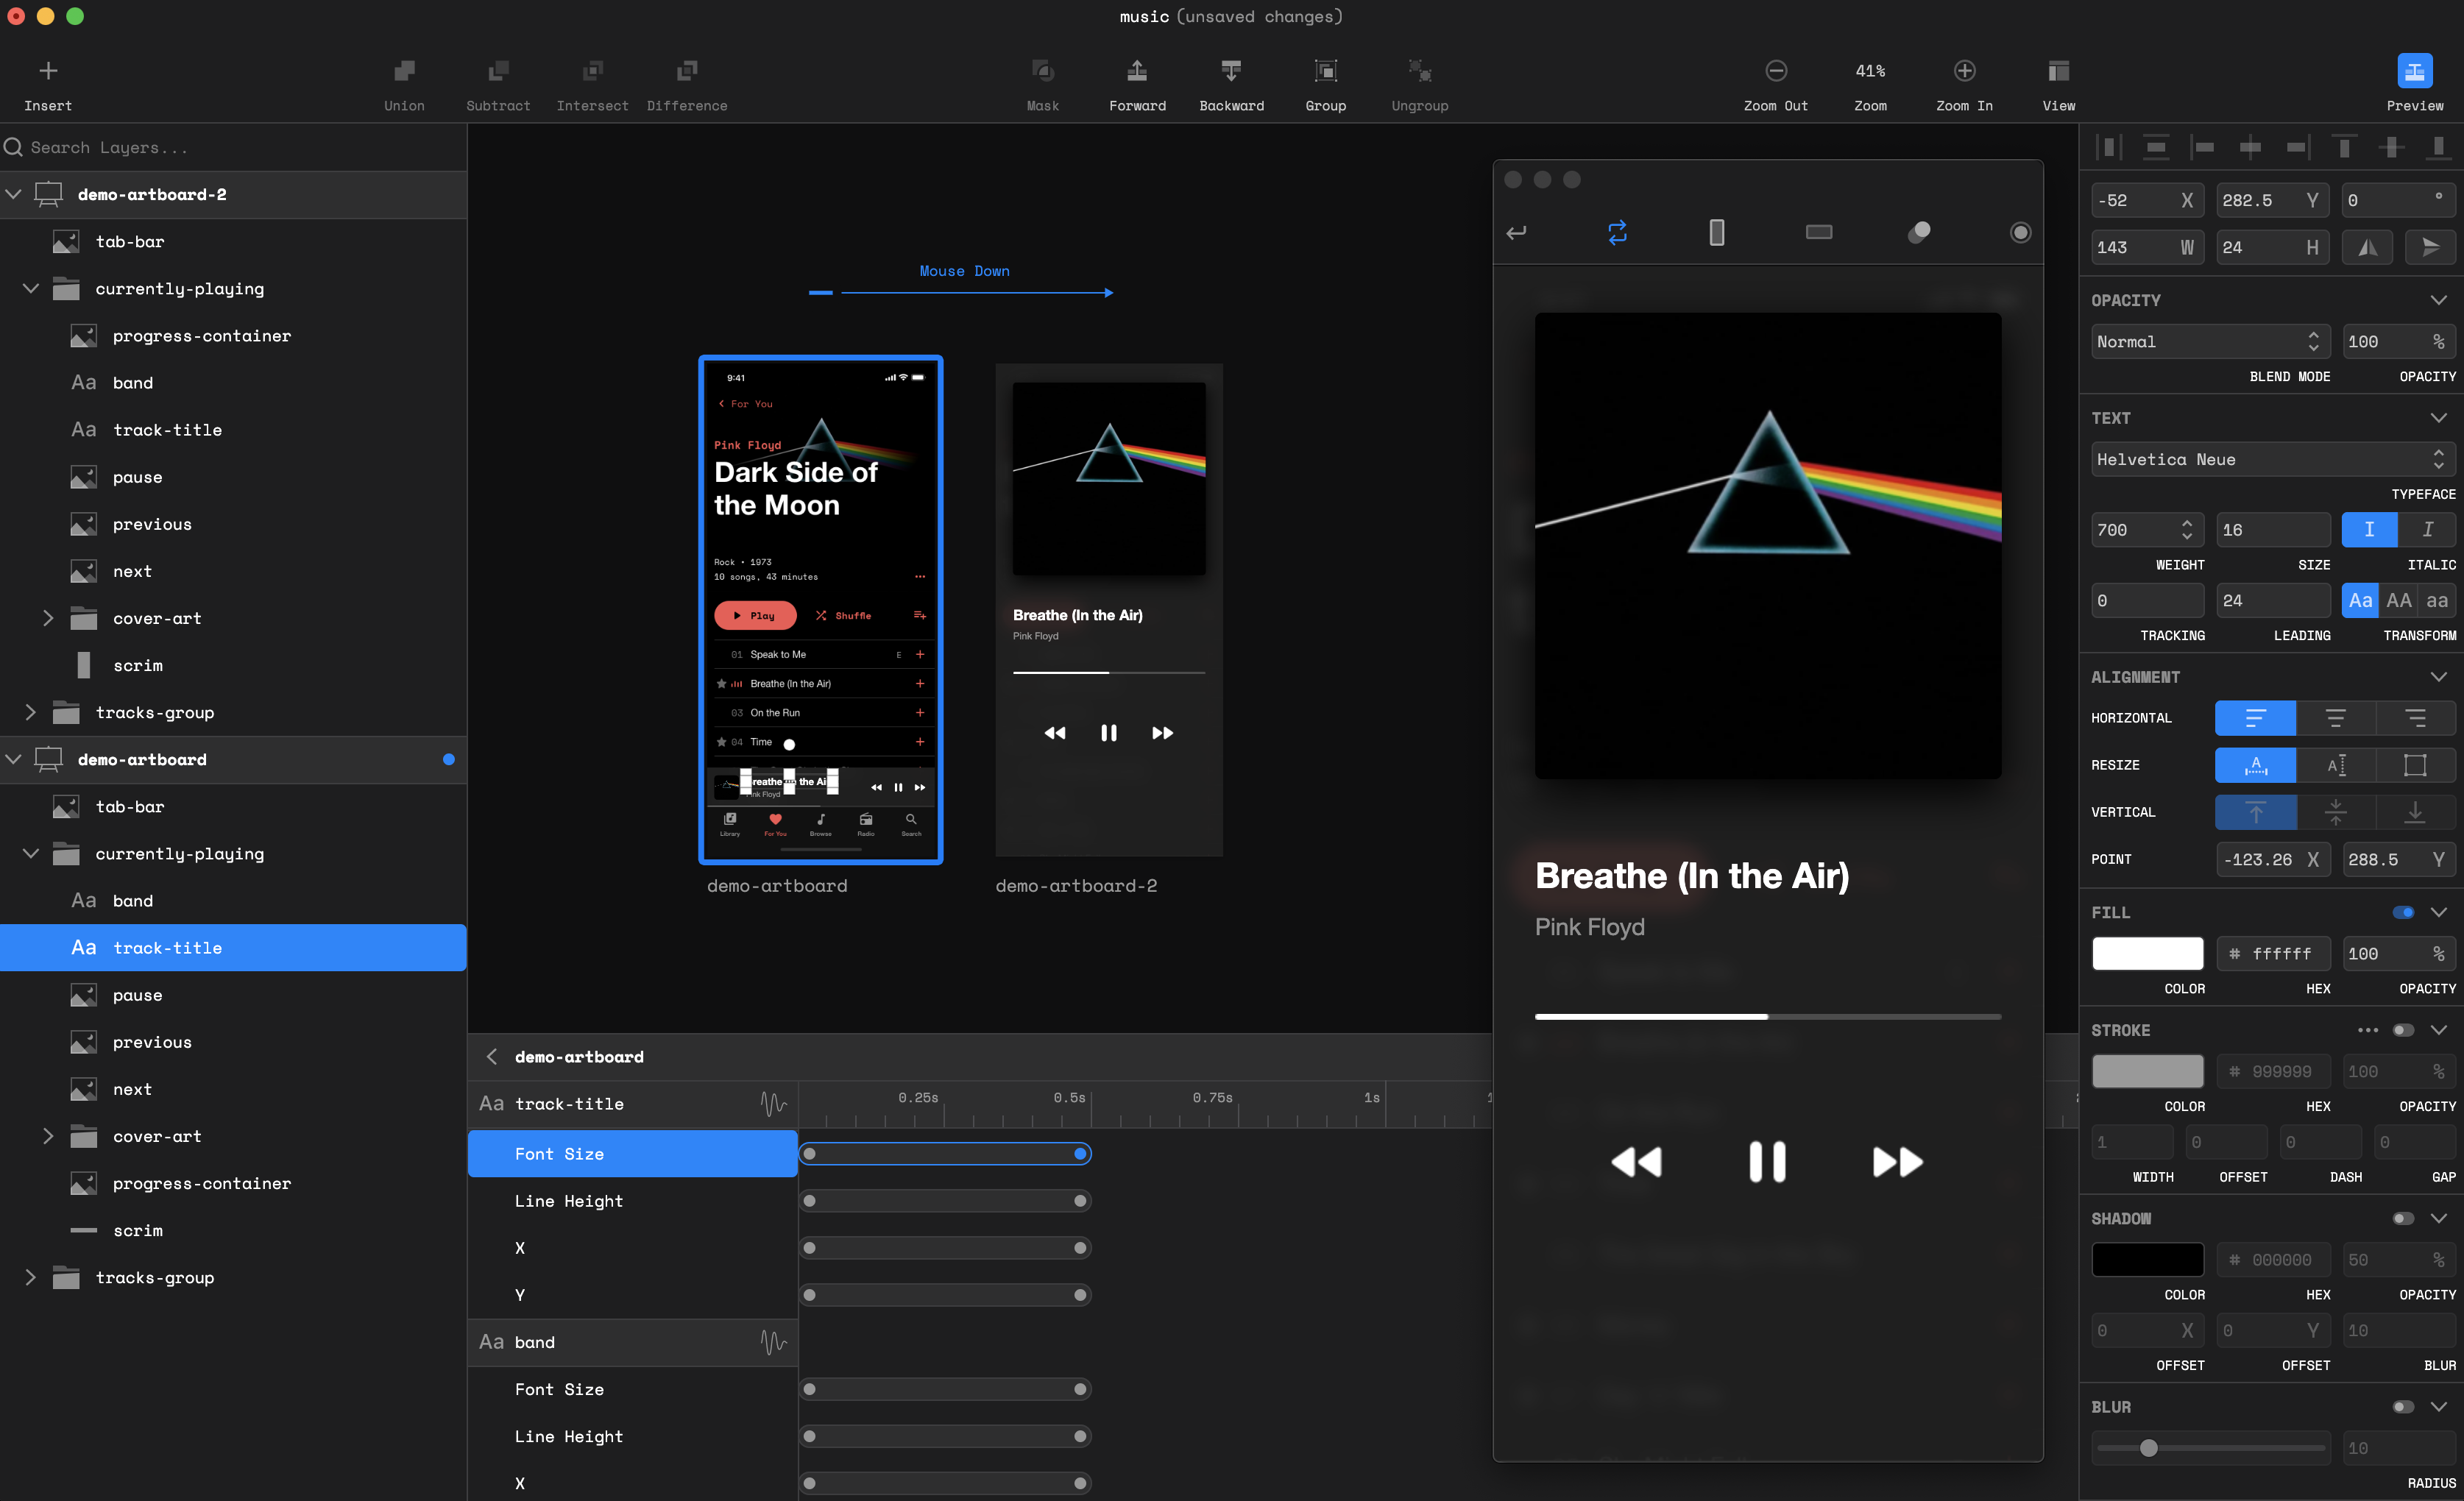 music (unsaved changes)
Insert
Union
Subtract
Intersect
Difference
Mask
Forward
Backward
Group
Ungroup
Zoom Out
41%
Zoom
Zoom In
View
Preview
Search Layers...
demo-artboard-2
tab-bar
currently-playing
progress-container
Aa band
Aa track-title
pause
previous
next
cover-art
scrim
tracks-group
demo-artboard
tab-bar
currently-playing
Aa band
Aa track-title
pause
previous
next
cover-art
progress-container
scrim
tracks-group
Mouse Down
9:41
For You
Pink Floyd
Dark Side of
the Moon
Rock • 1973
10 songs, 43 minutes
Play
Shuffle
01 Speak to Me E
Breathe (In the Air)
03 On the Run
04 Time
Pink Floyd
Library
For You
Browse
Radio
Search
demo-artboard
Breathe (In the Air)
Pink Floyd
demo-artboard-2
Breathe (In the Air)
Pink Floyd
demo-artboard
Aa track-title
0.25s
0.5s
0.75s
1s
Font Size
Line Height
X
Y
Aa band
Font Size
Line Height
X
-52 X
282.5 Y
0 °
143 W
24 H
OPACITY
Normal
100 %
BLEND MODE
OPACITY
TEXT
Helvetica Neue
TYPEFACE
700
16
I
I
WEIGHT
SIZE
ITALIC
0
24
Aa AA aa
TRACKING
LEADING
TRANSFORM
ALIGNMENT
HORIZONTAL
RESIZE
VERTICAL
POINT
-123.26 X
288.5 Y
FILL
# ffffff
100 %
COLOR
HEX
OPACITY
STROKE
# 999999
100 %
COLOR
HEX
OPACITY
1
0
0
0
WIDTH
OFFSET
DASH
GAP
SHADOW
# 000000
50 %
COLOR
HEX
OPACITY
0 X
0 Y
10
OFFSET
OFFSET
BLUR
BLUR
10
RADIUS